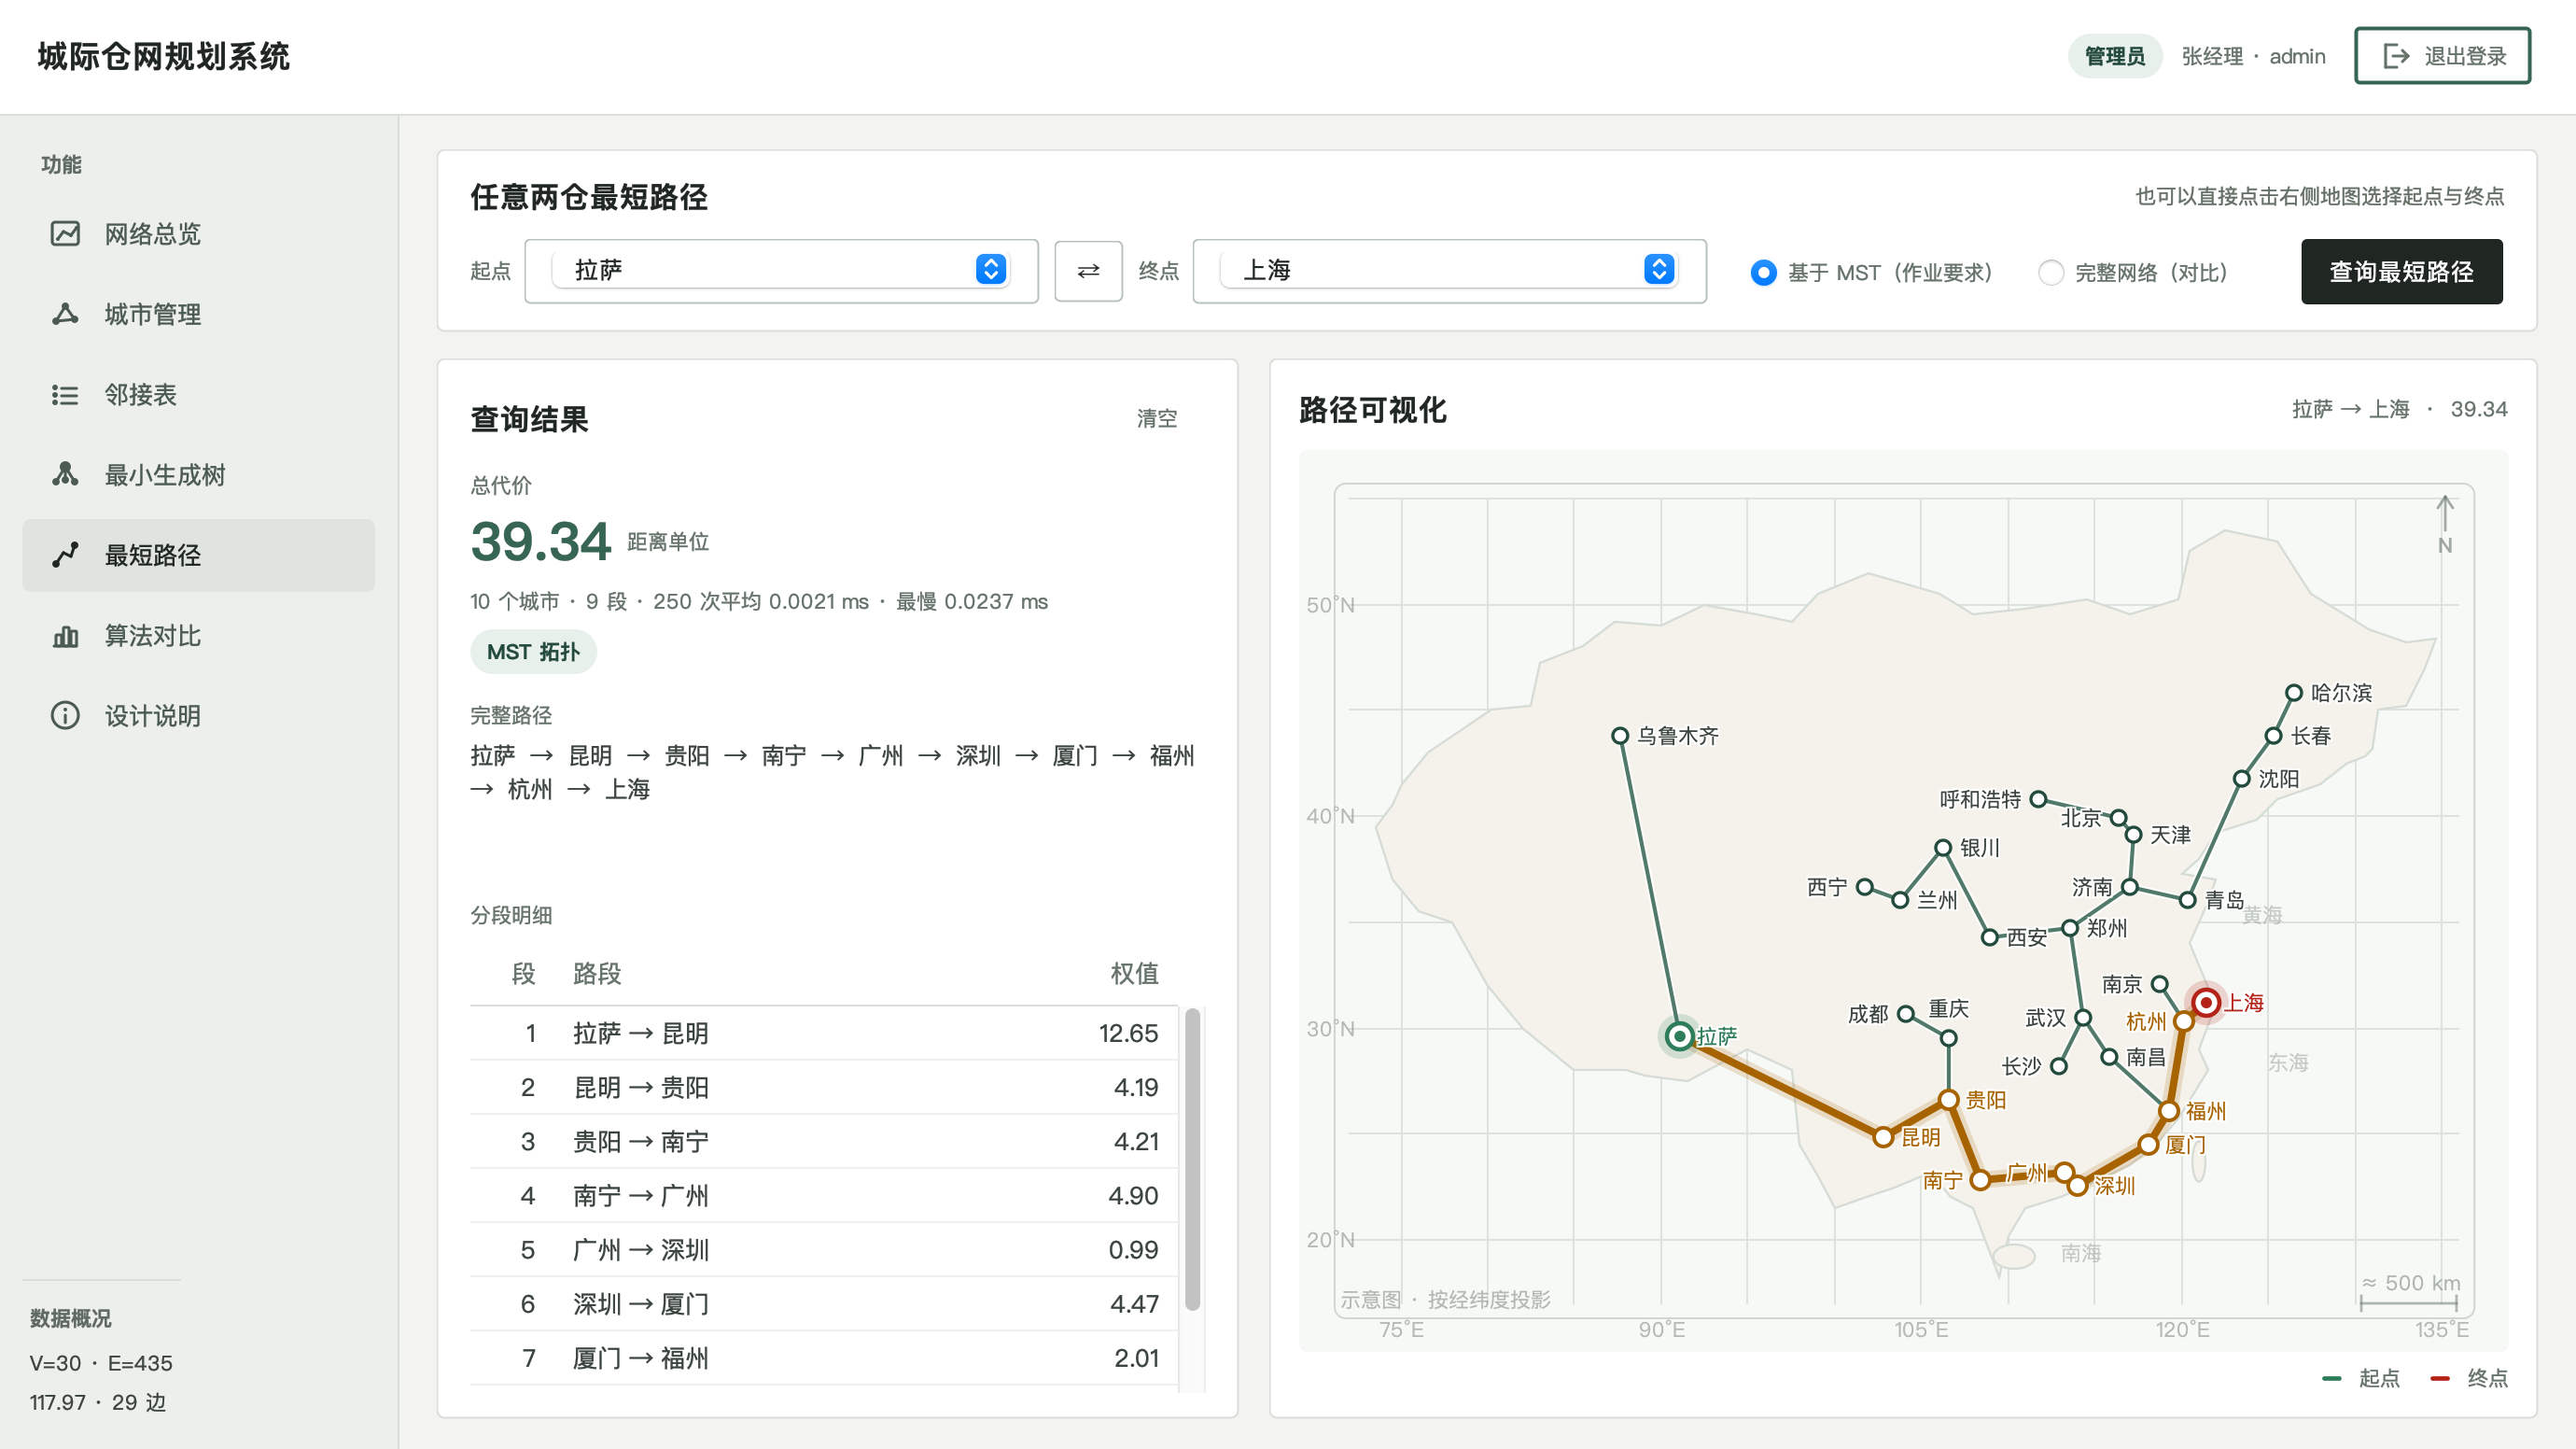 城际仓网规划系统
管理员 张经理 · admin 退出登录
功能
网络总览
城市管理
邻接表
最小生成树
最短路径
算法对比
设计说明
数据概况
V=30 · E=435
117.97 · 29 边
任意两仓最短路径
也可以直接点击右侧地图选择起点与终点
起点 拉萨 ⇄ 终点 上海 基于 MST（作业要求） 完整网络（对比） 查询最短路径
查询结果 清空
总代价
39.34 距离单位
10 个城市 · 9 段 · 250 次平均 0.0021 ms · 最慢 0.0237 ms
MST 拓扑
完整路径
拉萨 → 昆明 → 贵阳 → 南宁 → 广州 → 深圳 → 厦门 → 福州
→ 杭州 → 上海
分段明细
段 路段 权值
1 拉萨 → 昆明 12.65
2 昆明 → 贵阳 4.19
3 贵阳 → 南宁 4.21
4 南宁 → 广州 4.90
5 广州 → 深圳 0.99
6 深圳 → 厦门 4.47
7 厦门 → 福州 2.01
路径可视化
拉萨 → 上海 · 39.34
N
50°N
哈尔滨
乌鲁木齐
长春
沈阳
呼和浩特
40°N
北京
天津
银川
西宁
济南
兰州
青岛
黄海
郑州
西安
南京
上海
成都
重庆
武汉
杭州
30°N
拉萨
南昌
东海
长沙
贵阳
福州
昆明
厦门
广州
南宁
深圳
20°N
南海
≈ 500 km
示意图 · 按经纬度投影
75°E 90°E 105°E 120°E 135°E
起点 终点